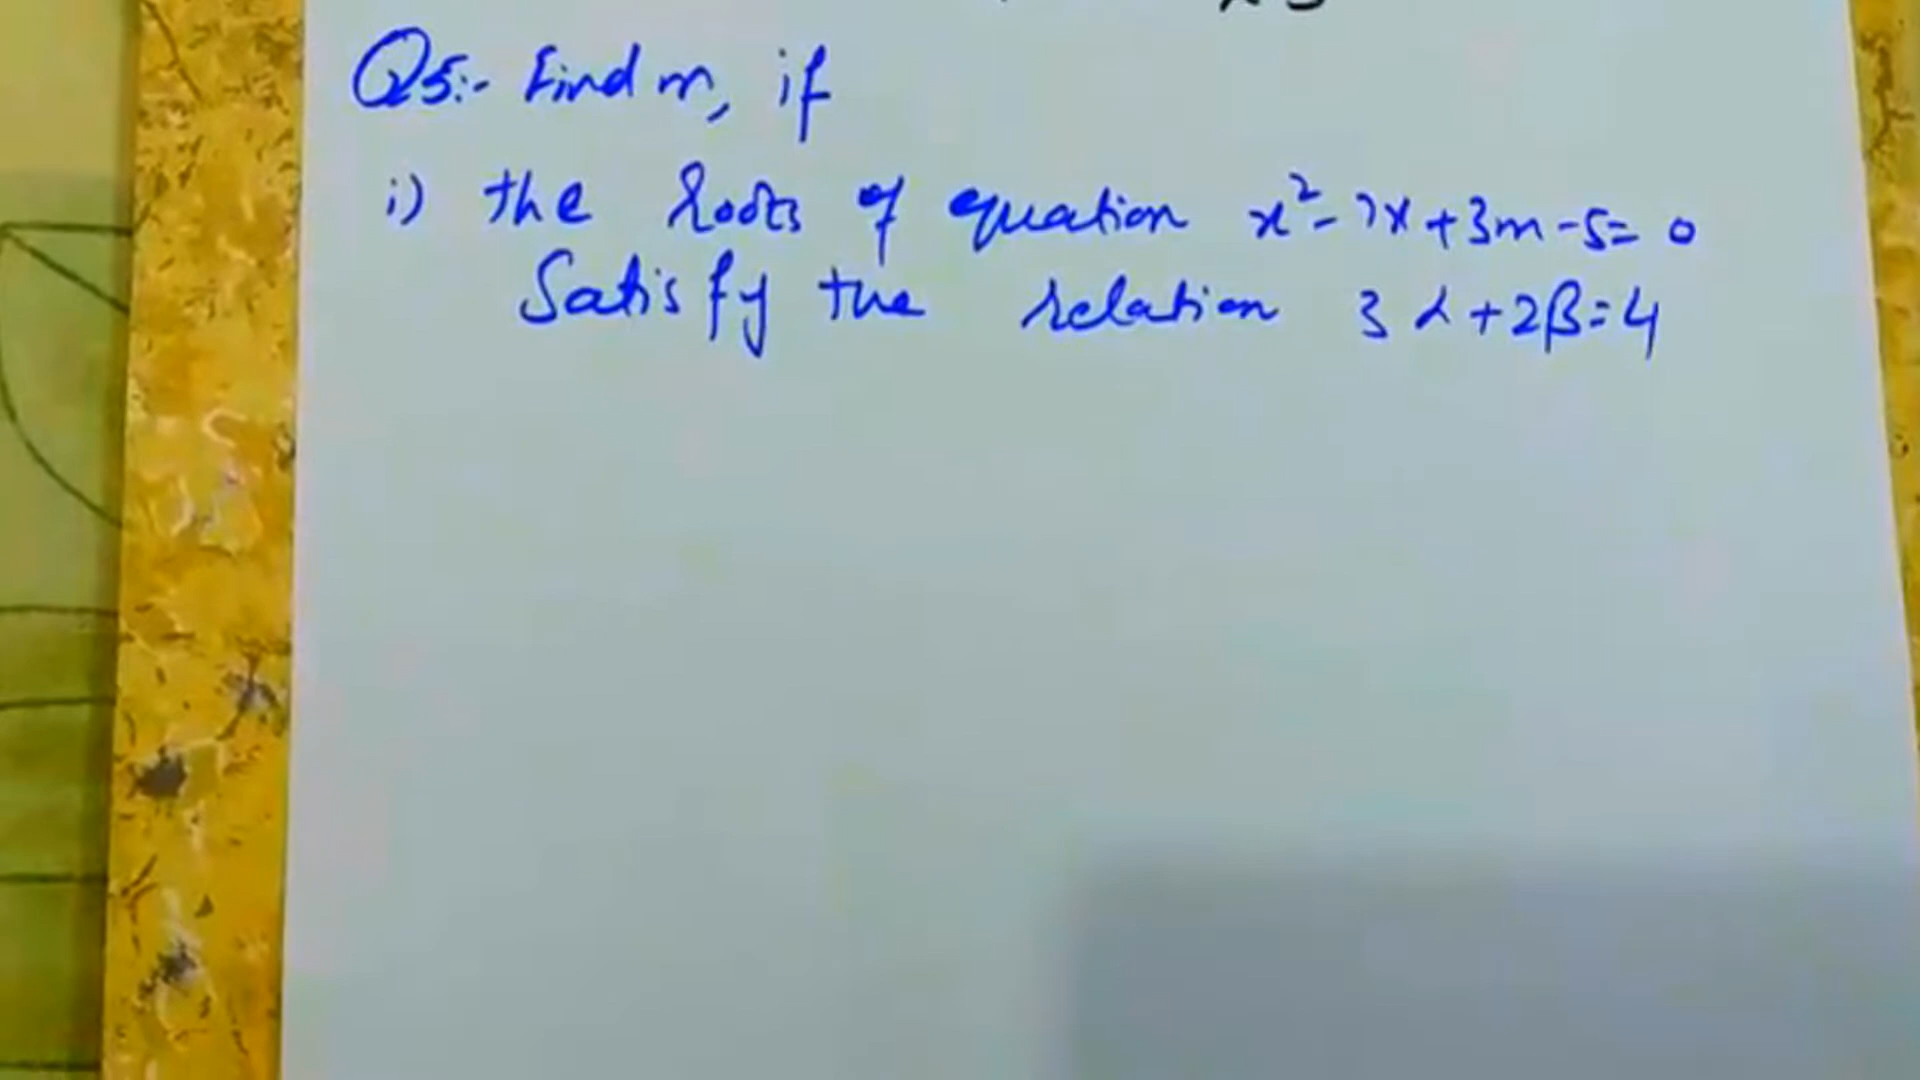 Q5:- Find m, if
i) the Roots of equation x² - 7x + 3m - 5 = 0
Satisfy the relation 3α + 2β = 4